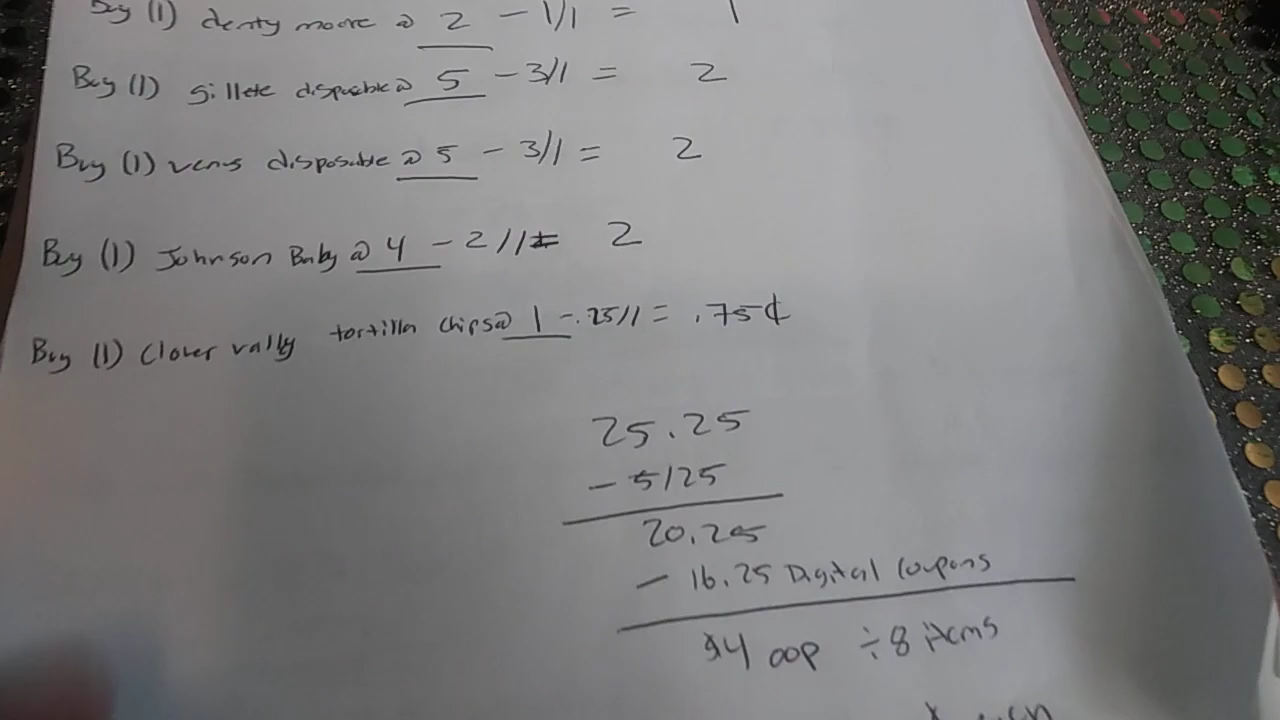 Buy (1) denty moore @ 2 - 1/1 = 1
Buy (1) Gillete disposable @ 5 - 3/1 = 2
Buy (1) venus disposable @ 5 - 3/1 = 2
Buy (1) Johnson Baby @ 4 - 2/1 = 2
Buy (1) Clover vally tortilla chips @ 1 - .25/1 = .75¢
25.25
- 5/25
20.25
- 16.25 Digital Coupons
$4 oop ÷ 8 items